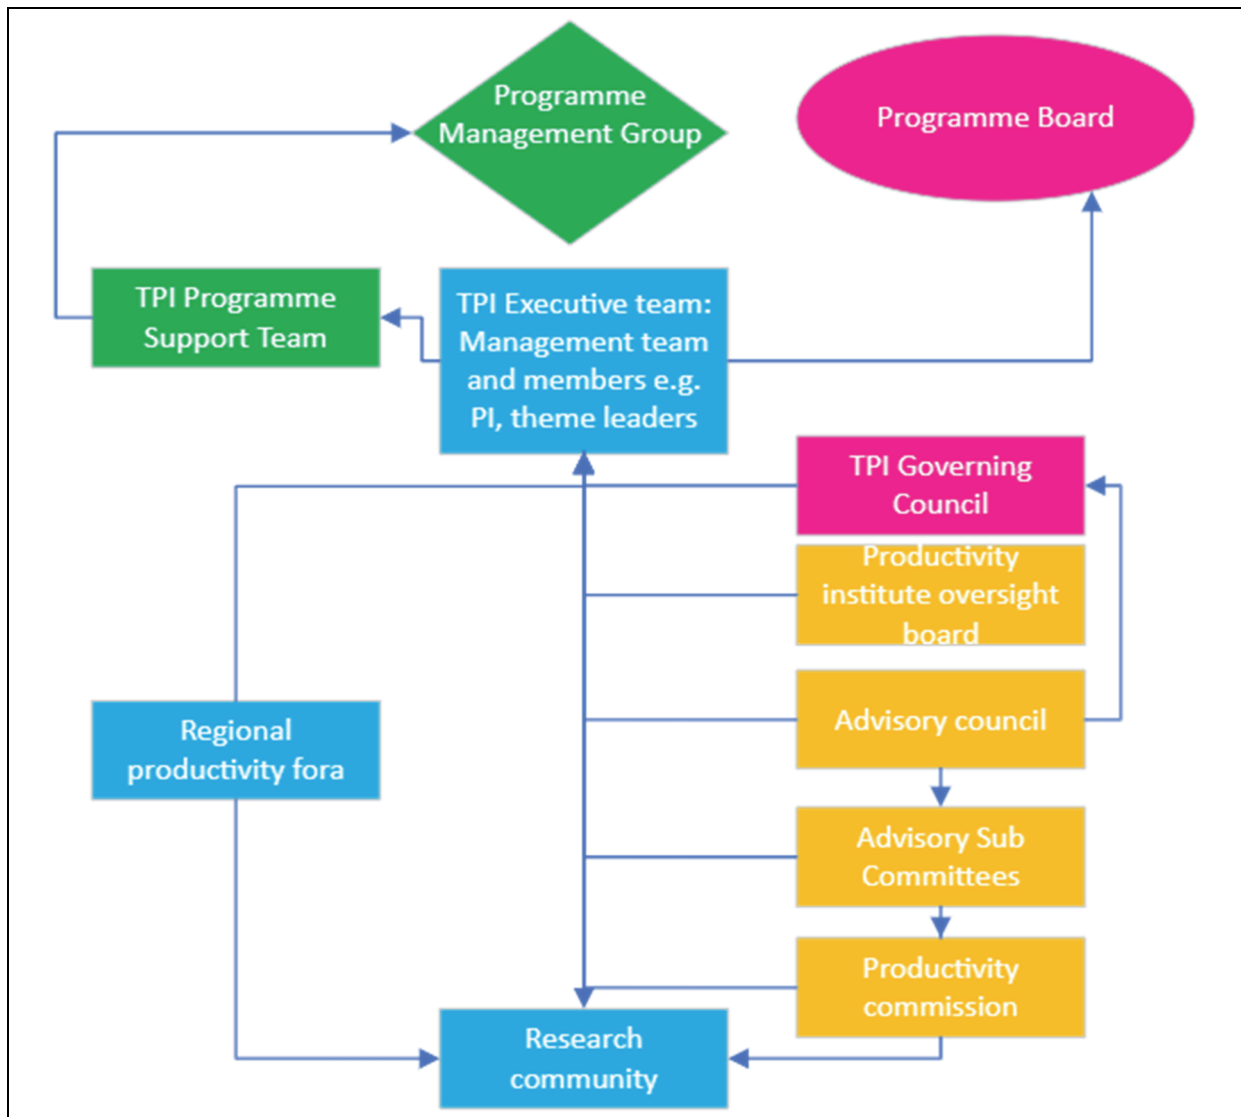 Programme
Management Group
Programme Board
TPI Programme
Support Team
TPI Executive team:
Management team
and members e.g.
PI, theme leaders
TPI Governing
Council
Productivity
institute oversight
board
Regional
productivity fora
Advisory council
Advisory Sub
Committees
Productivity
commission
Research
community